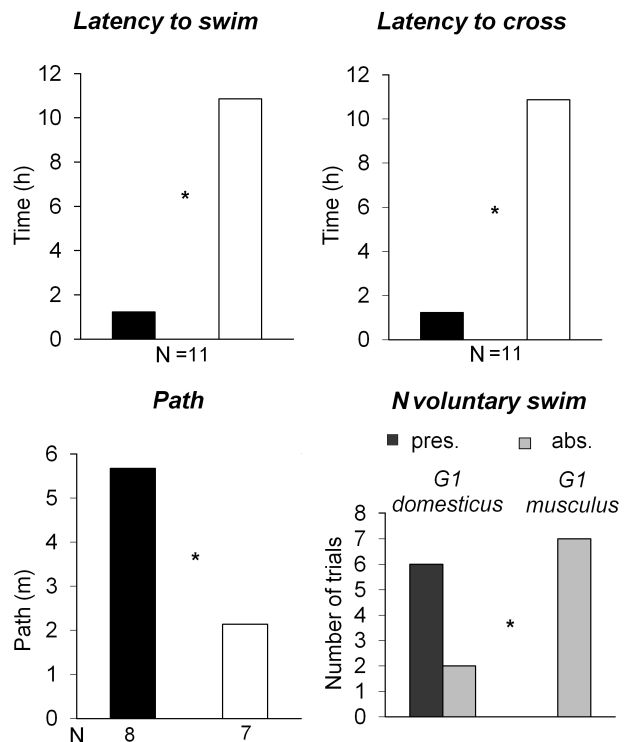 Latency to swim
Time (h)
12
10
8
6
4
2
0
*
N =11
Latency to cross
Time (h)
12
10
8
6
4
2
0
*
N =11
Path
Path (m)
6
5
4
3
2
1
0
*
N 8 7
N voluntary swim
pres. abs.
G1 domesticus
G1 musculus
Number of trials
8
7
6
5
4
3
2
1
0
*